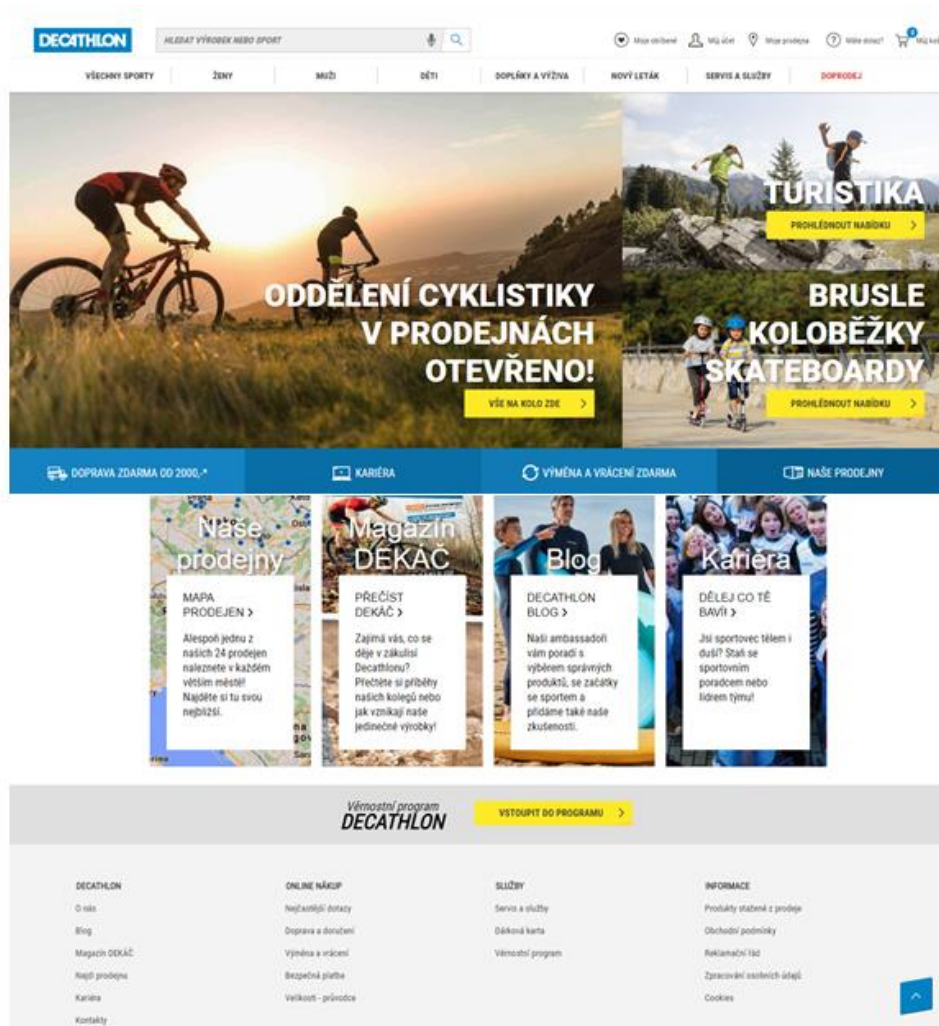 DECATHLON
HLEDAT VÝROBEK NEBO SPORT
Moje oblíbené
Můj účet
Moje prodejna
Máte dotaz?
0
Můj
VŠECHNY SPORTY
ŽENY
MUŽI
DĚTI
DOPLŇKY A VÝŽIVA
NOVÝ LETÁK
SERVIS A SLUŽBY
DOPRODEJ
ODDĚLENÍ CYKLISTIKY
V PRODEJNÁCH
OTEVŘENO!
VŠE NA KOLO ZDE
TURISTIKA
PROHLÉDNOUT NABÍDKU
BRUSLE
KOLOBĚŽKY
SKATEBOARDY
PROHLÉDNOUT NABÍDKU
DOPRAVA ZDARMA OD 2000,-*
KARIÉRA
VÝMĚNA A VRÁCENÍ ZDARMA
NAŠE PRODEJNY
Naše
prodejny
MAPA
PRODEJEN >
Alespoň jednu z
našich 24 prodejen
naleznete v každém
větším městě!
Najděte si tu svou
nejbližší.
Magazín
DEKÁČ
PŘEČÍST
DEKÁČ >
Zajímá vás, co se
děje v zákulisí
Decathlonu?
Přečtěte si příběhy
našich kolegů nebo
jak vznikají naše
jedinečné výrobky!
Blog
DECATHLON
BLOG >
Naši ambassadoři
vám poradí s
výběrem správných
produktů, se začátky
se sportem a
přidáme také naše
zkušenosti.
Kariéra
DĚLEJ CO TĚ
BAVÍ! >
Jsi sportovec tělem i
duší? Staň se
sportovním
poradcem nebo
lídrem týmu!
Věrnostní program
DECATHLON
VSTOUPIT DO PROGRAMU
DECATHLON
O nás
Blog
Magazín DEKÁČ
Najdi prodejnu
Kariéra
Kontakty
ONLINE NÁKUP
Nejčastější dotazy
Doprava a doručení
Výměna a vrácení
Bezpečná platba
Velikosti - průvodce
SLUŽBY
Servis a služby
Dárková karta
Věrnostní program
INFORMACE
Produkty stažené z prodeje
Obchodní podmínky
Reklamační řád
Zpracování osobních údajů
Cookies